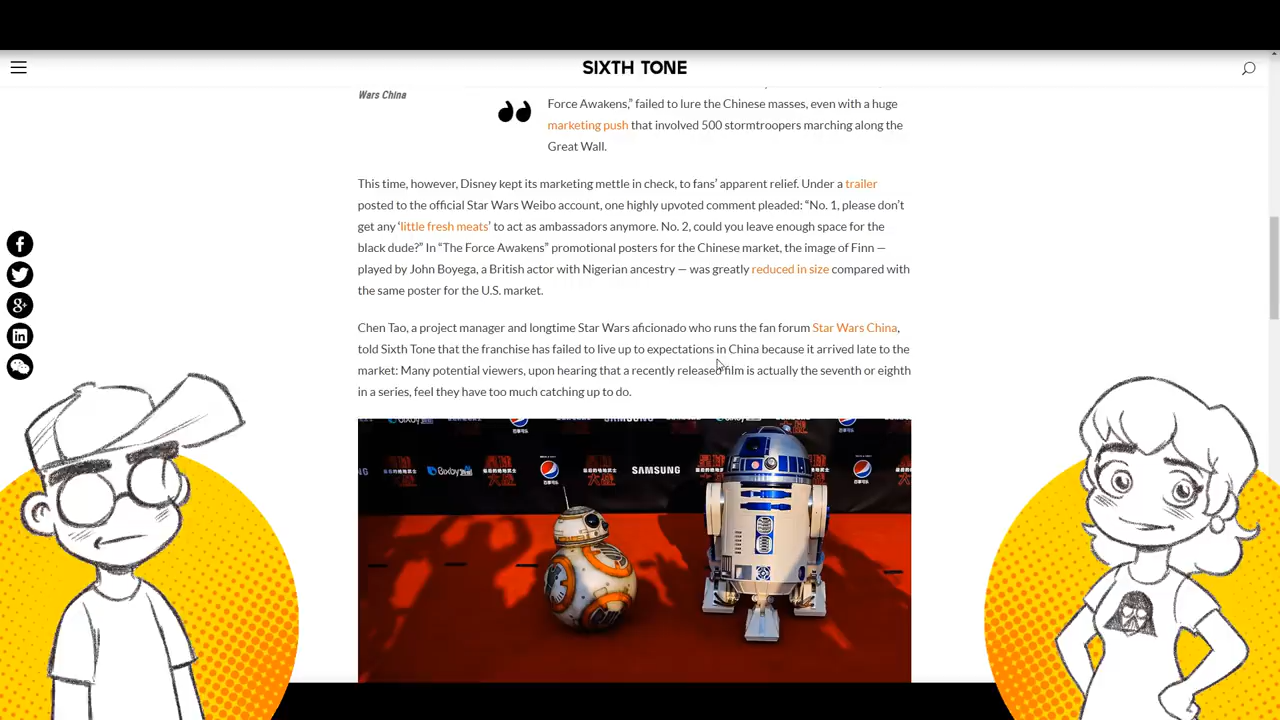 SIXTH TONE
Wars China
Force Awakens,” failed to lure the Chinese masses, even with a huge
marketing push that involved 500 stormtroopers marching along the
Great Wall.
This time, however, Disney kept its marketing mettle in check, to fans’ apparent relief. Under a trailer
posted to the official Star Wars Weibo account, one highly upvoted comment pleaded: “No. 1, please don’t
get any ‘little fresh meats’ to act as ambassadors anymore. No. 2, could you leave enough space for the
black dude?” In “The Force Awakens” promotional posters for the Chinese market, the image of Finn —
played by John Boyega, a British actor with Nigerian ancestry — was greatly reduced in size compared with
the same poster for the U.S. market.
Chen Tao, a project manager and longtime Star Wars aficionado who runs the fan forum Star Wars China,
told Sixth Tone that the franchise has failed to live up to expectations in China because it arrived late to the
market: Many potential viewers, upon hearing that a recently released film is actually the seventh or eighth
in a series, feel they have too much catching up to do.
Bixby SAMSUNG